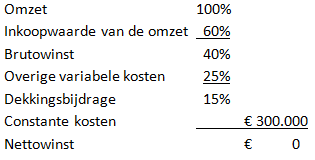 Omzet 100%
Inkoopwaarde van de omzet 60%
Brutowinst 40%
Overige variabele kosten 25%
Dekkingsbijdrage 15%
Constante kosten € 300.000
Nettowinst € 0